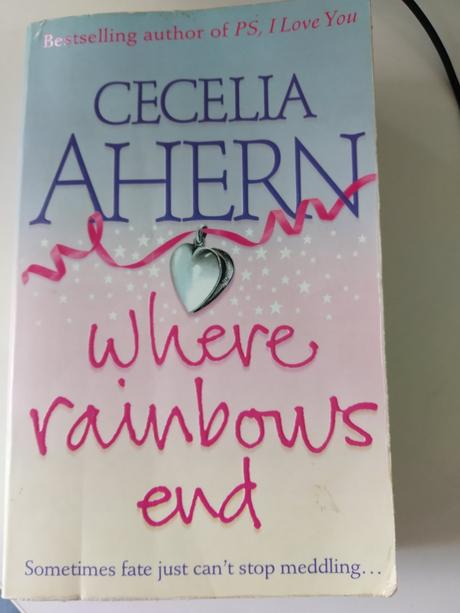 Bestselling author of PS, I Love You
CECELIA
AHERN
where
rainbows
end
Sometimes fate just can't stop meddling...